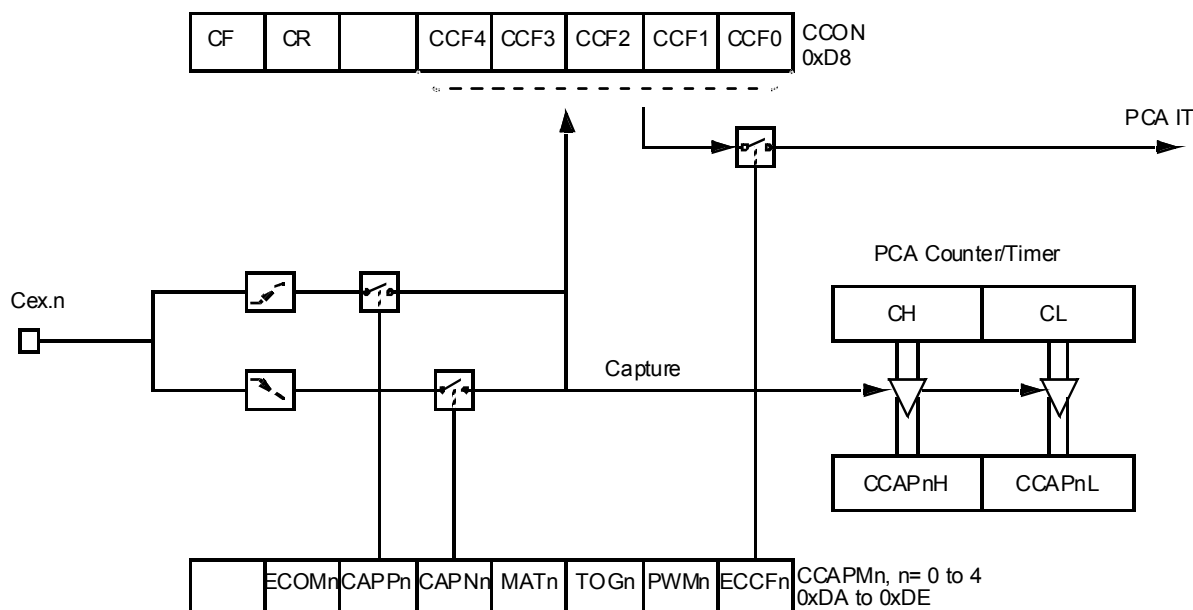 CF CR CCF4 CCF3 CCF2 CCF1 CCF0 CCON
0xD8
PCA IT
PCA Counter/Timer
Cex.n
CH CL
Capture
CCAPnH CCAPnL
ECOMn CAPPn CAPNn MATn TOGn PWMn ECCFn CCAPMn, n= 0 to 4
0xDA to 0xDE